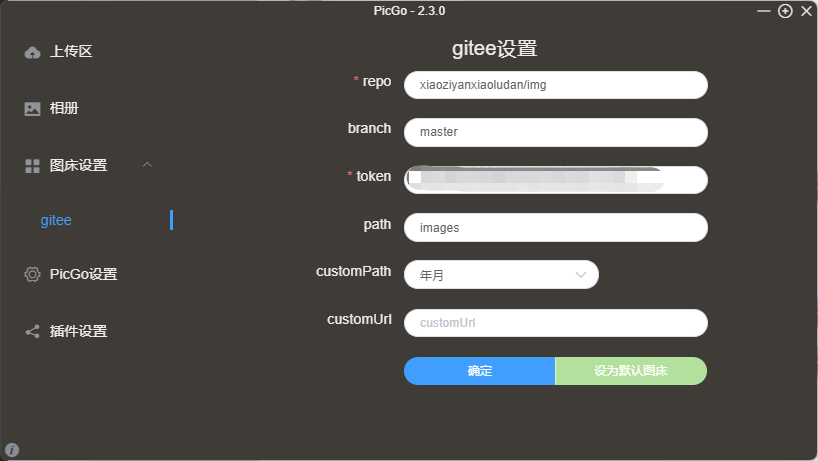 PicGo - 2.3.0
上传区
相册
图床设置
gitee
PicGo设置
插件设置
gitee设置
* repo
xiaoziyanxiaoludan/img
branch
master
* token
path
images
customPath
年月
customUrl
customUrl
确定
设为默认图床